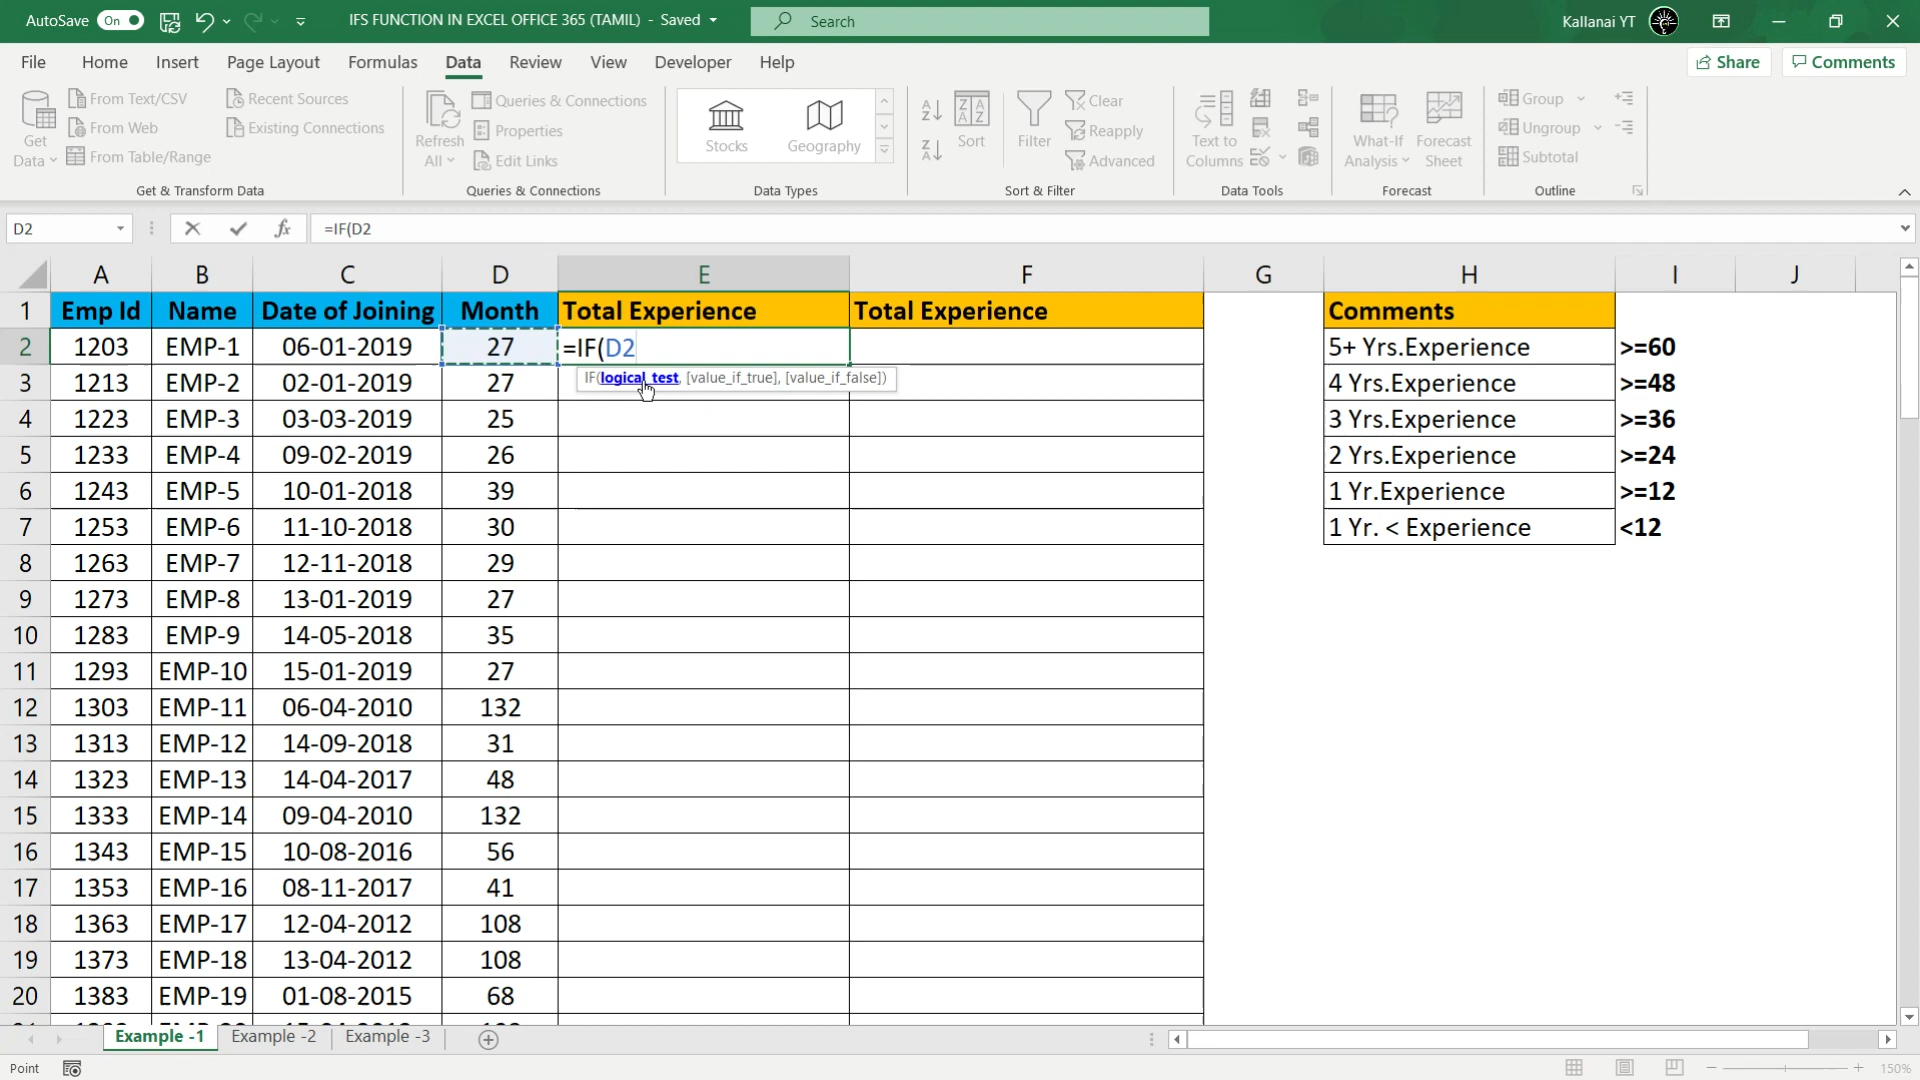 AutoSave On IFS FUNCTION IN EXCEL OFFICE 365 (TAMIL) - Saved Search Kallanai YT
File Home Insert Page Layout Formulas Data Review View Developer Help Share Comments
Get Data
From Text/CSV
From Web
From Table/Range
Recent Sources
Existing Connections
Get & Transform Data
Refresh All
Queries & Connections
Properties
Edit Links
Queries & Connections
Stocks Geography
Data Types
Sort
Filter
Clear
Reapply
Advanced
Sort & Filter
Text to Columns
Data Tools
What-If Analysis
Forecast Sheet
Forecast
Group
Ungroup
Subtotal
Outline
D2 fx =IF(D2
A B C D E F G H I J
1 Emp Id Name Date of Joining Month Total Experience Total Experience Comments
2 1203 EMP-1 06-01-2019 27 =IF(D2 5+ Yrs.Experience >=60
IF(logical_test, [value_if_true], [value_if_false])
3 1213 EMP-2 02-01-2019 27 4 Yrs.Experience >=48
4 1223 EMP-3 03-03-2019 25 3 Yrs.Experience >=36
5 1233 EMP-4 09-02-2019 26 2 Yrs.Experience >=24
6 1243 EMP-5 10-01-2018 39 1 Yr.Experience >=12
7 1253 EMP-6 11-10-2018 30 1 Yr. < Experience <12
8 1263 EMP-7 12-11-2018 29
9 1273 EMP-8 13-01-2019 27
10 1283 EMP-9 14-05-2018 35
11 1293 EMP-10 15-01-2019 27
12 1303 EMP-11 06-04-2010 132
13 1313 EMP-12 14-09-2018 31
14 1323 EMP-13 14-04-2017 48
15 1333 EMP-14 09-04-2010 132
16 1343 EMP-15 10-08-2016 56
17 1353 EMP-16 08-11-2017 41
18 1363 EMP-17 12-04-2012 108
19 1373 EMP-18 13-04-2012 108
20 1383 EMP-19 01-08-2015 68
Example -1 Example -2 Example -3
Point 150%